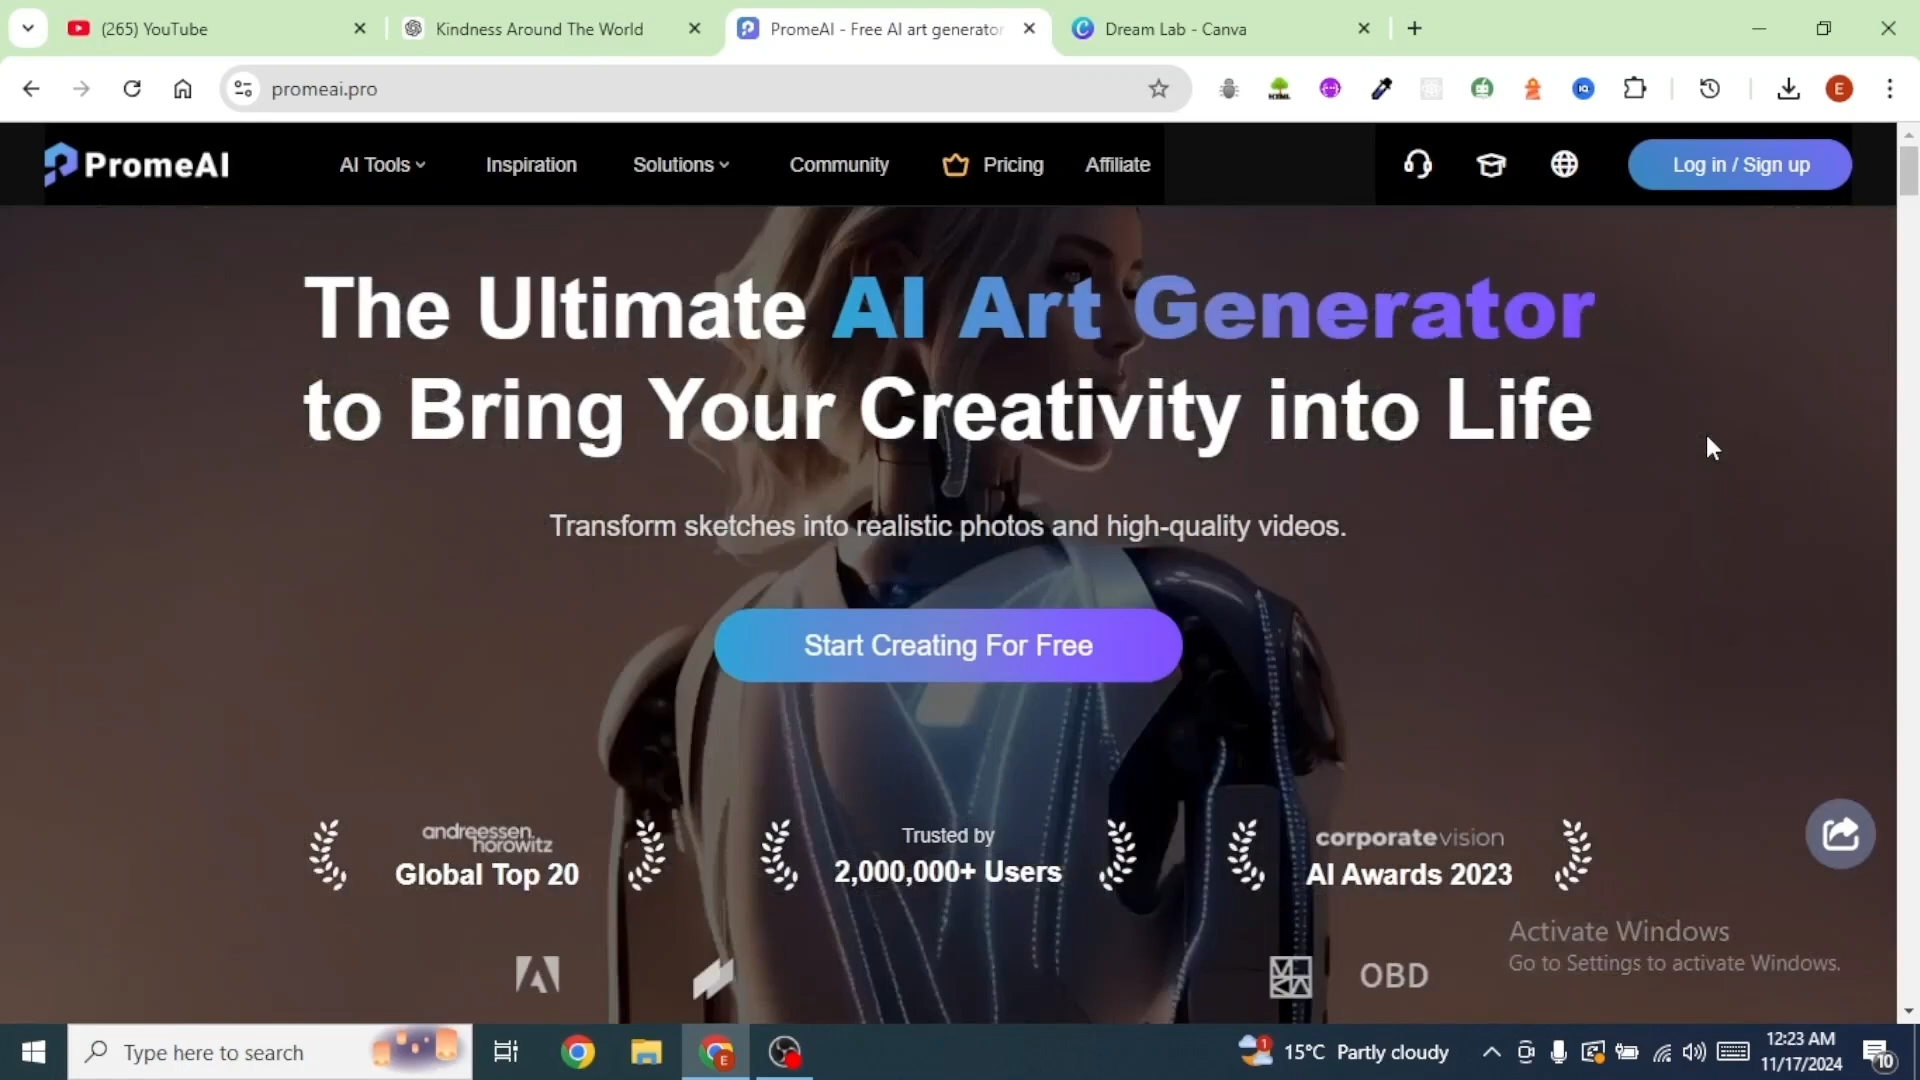 (265) YouTube
Kindness Around The World
PromeAI - Free AI art generator
Dream Lab - Canva
promeai.pro
HTML
IQ
E
PromeAI
AI Tools
Inspiration
Solutions
Community
Pricing
Affiliate
Log in / Sign up
The Ultimate AI Art Generator
to Bring Your Creativity into Life
Transform sketches into realistic photos and high-quality videos.
Start Creating For Free
andreessen. horowitz
Global Top 20
Trusted by
2,000,000+ Users
corporatevision
AI Awards 2023
OBD
Activate Windows
Go to Settings to activate Windows.
Type here to search
E
1
15°C Partly cloudy
12:23 AM
11/17/2024
10